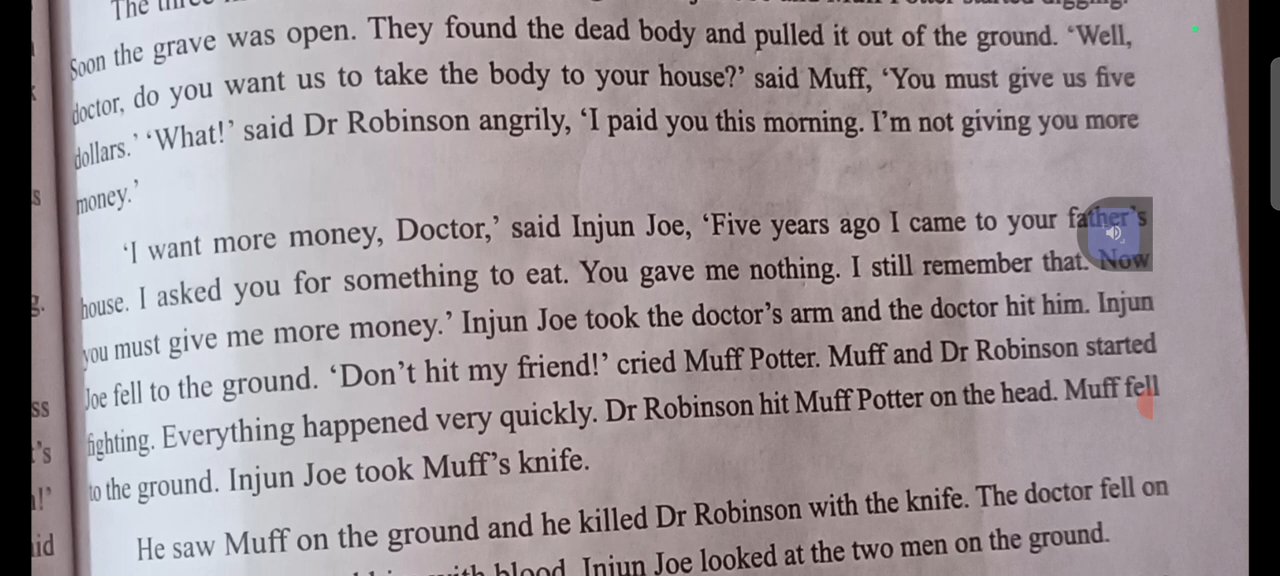 The
Soon the grave was open. They found the dead body and pulled it out of the ground. ‘Well,
doctor, do you want us to take the body to your house?’ said Muff, ‘You must give us five
dollars.’ ‘What!’ said Dr Robinson angrily, ‘I paid you this morning. I’m not giving you more
money.’
‘I want more money, Doctor,’ said Injun Joe, ‘Five years ago I came to your father’s
house. I asked you for something to eat. You gave me nothing. I still remember that. Now
you must give me more money.’ Injun Joe took the doctor’s arm and the doctor hit him. Injun
Joe fell to the ground. ‘Don’t hit my friend!’ cried Muff Potter. Muff and Dr Robinson started
fighting. Everything happened very quickly. Dr Robinson hit Muff Potter on the head. Muff fell
to the ground. Injun Joe took Muff’s knife.
He saw Muff on the ground and he killed Dr Robinson with the knife. The doctor fell on
with blood. Injun Joe looked at the two men on the ground.